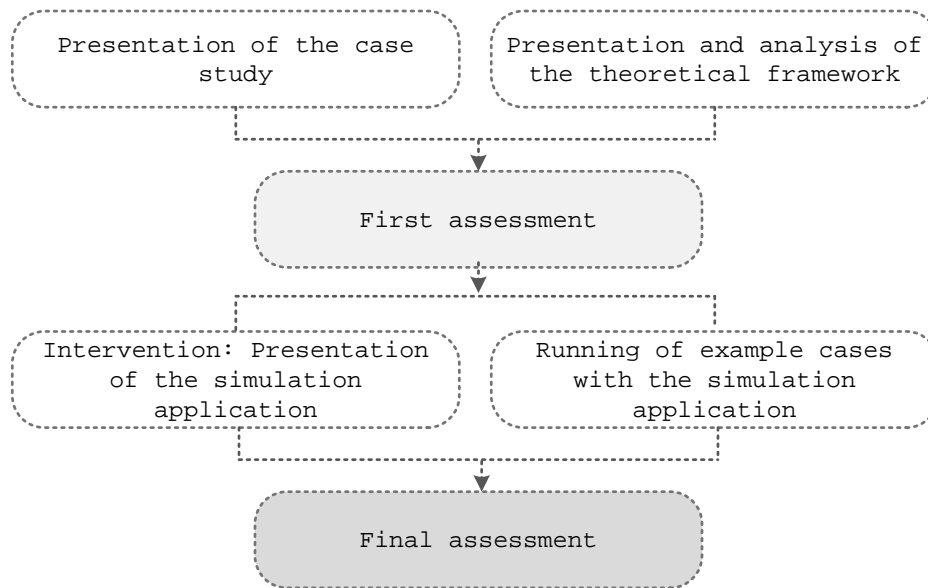 Presentation of the case
study
Presentation and analysis of
the theoretical framework
First assessment
Intervention: Presentation
of the simulation
application
Running of example cases
with the simulation
application
Final assessment